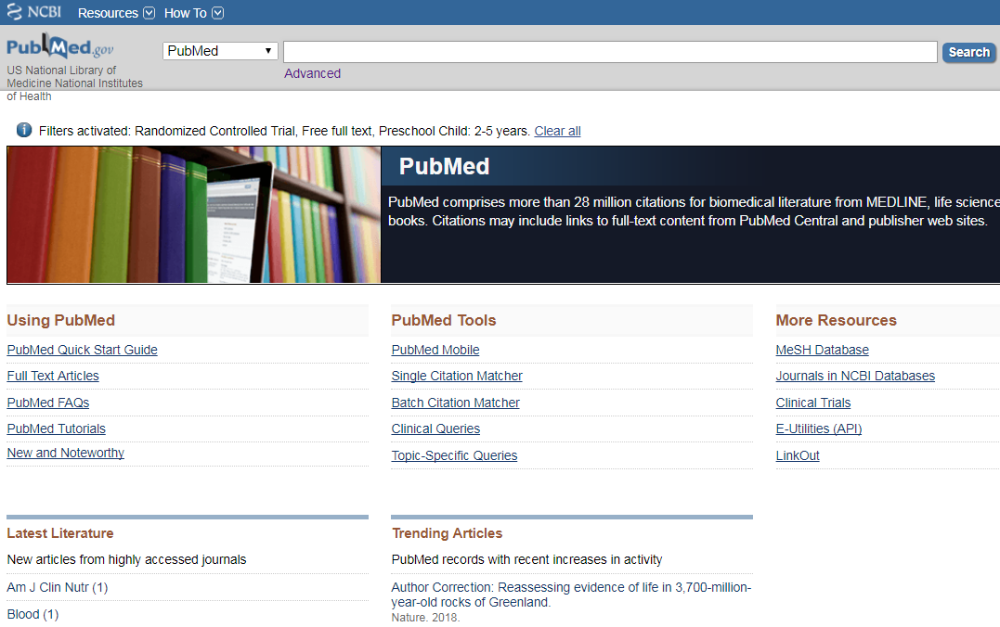 NCBI Resources How To
PubMed.gov
US National Library of
Medicine National Institutes
of Health
PubMed
Search
Advanced
Filters activated: Randomized Controlled Trial, Free full text, Preschool Child: 2-5 years. Clear all
PubMed
PubMed comprises more than 28 million citations for biomedical literature from MEDLINE, life science
books. Citations may include links to full-text content from PubMed Central and publisher web sites.
Using PubMed
PubMed Quick Start Guide
Full Text Articles
PubMed FAQs
PubMed Tutorials
New and Noteworthy
PubMed Tools
PubMed Mobile
Single Citation Matcher
Batch Citation Matcher
Clinical Queries
Topic-Specific Queries
More Resources
MeSH Database
Journals in NCBI Databases
Clinical Trials
E-Utilities (API)
LinkOut
Latest Literature
New articles from highly accessed journals
Am J Clin Nutr (1)
Blood (1)
Trending Articles
PubMed records with recent increases in activity
Author Correction: Reassessing evidence of life in 3,700-million-
year-old rocks of Greenland.
Nature. 2018.